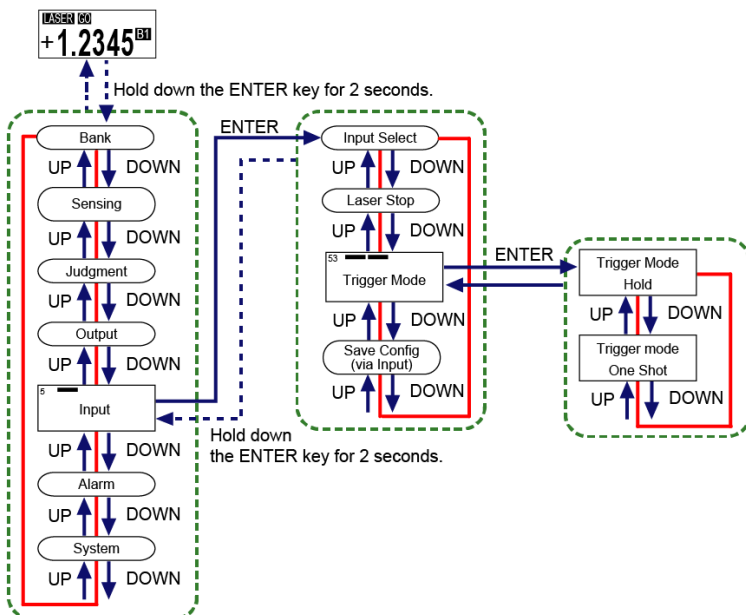 LASER GO
+1.2345 B1
Hold down the ENTER key for 2 seconds.
Bank
UP DOWN
Sensing
UP DOWN
Judgment
UP DOWN
Output
UP DOWN
5
Input
UP DOWN
Alarm
UP DOWN
System
UP DOWN
ENTER
Hold down
the ENTER key for 2 seconds.
Input Select
UP DOWN
Laser Stop
UP DOWN
53
Trigger Mode
UP DOWN
Save Config
(via Input)
UP DOWN
ENTER
Trigger Mode
Hold
UP DOWN
Trigger mode
One Shot
UP DOWN